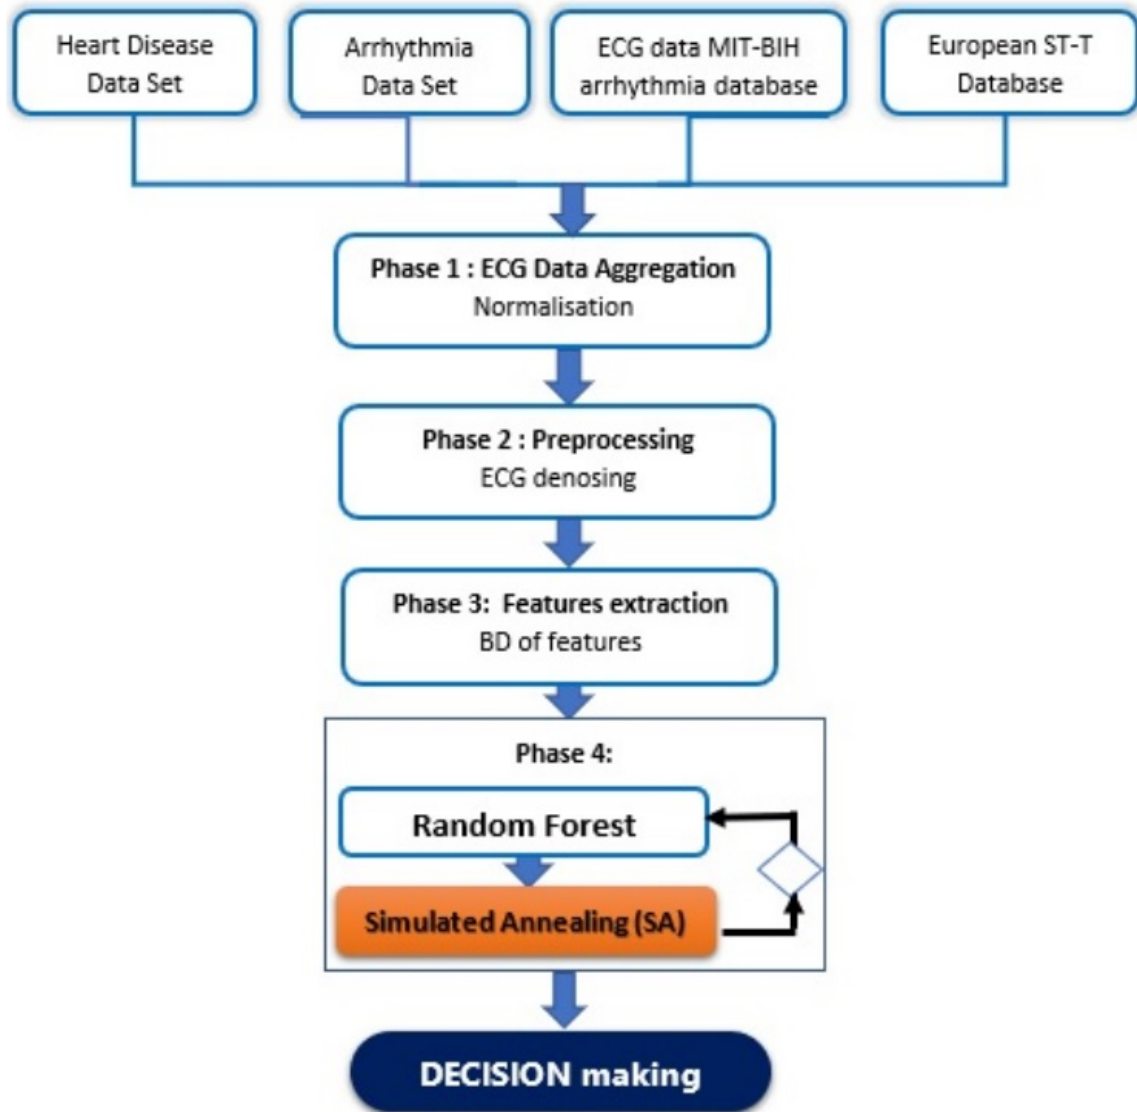 Heart Disease
Data Set
Arrhythmia
Data Set
ECG data MIT-BIH
arrhythmia database
European ST-T
Database
Phase 1 : ECG Data Aggregation
Normalisation
Phase 2 : Preprocessing
ECG denosing
Phase 3:  Features extraction
BD of features
Phase 4:
Random Forest
Simulated Annealing (SA)
DECISION making